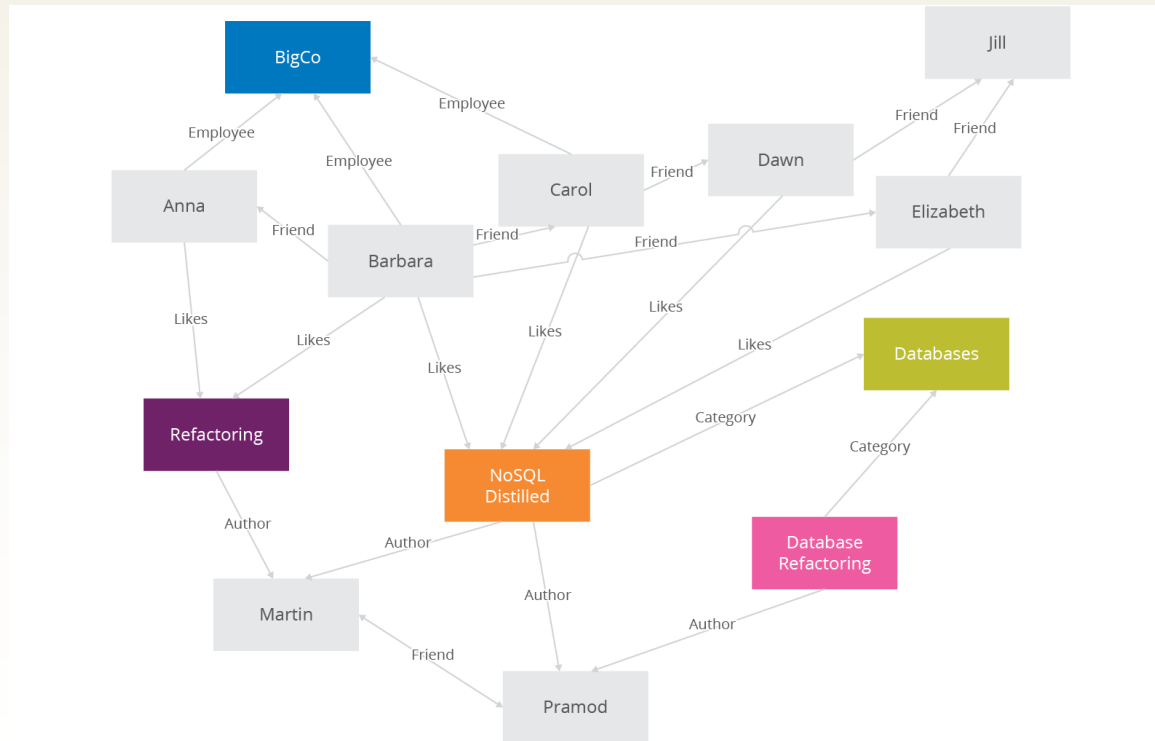 BigCo
Jill
Employee
Employee
Employee
Friend
Friend
Anna
Carol
Friend
Dawn
Elizabeth
Friend
Barbara
Friend
Friend
Likes
Likes
Likes
Likes
Likes
Likes
Databases
Refactoring
NoSQL
Distilled
Category
Category
Database
Refactoring
Author
Author
Author
Author
Martin
Friend
Pramod